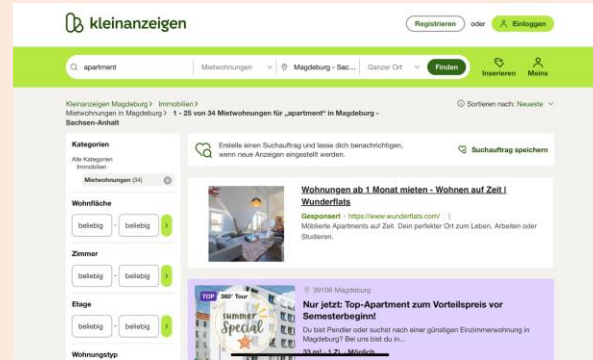 kleinanzeigen
Registrieren oder Einloggen
apartment Mietwohnungen Magdeburg - Sac... Ganzer Ort Finden Inserieren Meins
Kleinanzeigen Magdeburg > Immobilien >
Mietwohnungen in Magdeburg > 1 - 25 von 34 Mietwohnungen für „apartment“ in Magdeburg -
Sachsen-Anhalt
Sortieren nach: Neueste
Kategorien
Alle Kategorien
Immobilien
Mietwohnungen (34)
Wohnfläche
beliebig - beliebig
Zimmer
beliebig - beliebig
Etage
beliebig - beliebig
Wohnungstyp
Erstelle einen Suchauftrag und lasse dich benachrichtigen,
wenn neue Anzeigen eingestellt werden.
Suchauftrag speichern
Wohnungen ab 1 Monat mieten - Wohnen auf Zeit |
Wunderflats
Gesponsert · https://www.wunderflats.com/
Möblierte Apartments auf Zeit. Dein perfekter Ort zum Leben, Arbeiten oder
Studieren.
TOP 360° Tour
summer
Special
39106 Magdeburg
Nur jetzt: Top-Apartment zum Vorteilspreis vor
Semesterbeginn!
Du bist Pendler oder suchst nach einer günstigen Einzimmerwohnung in
Magdeburg? Bei uns bist du in...
33 m² · 1 Zi. · Möglich